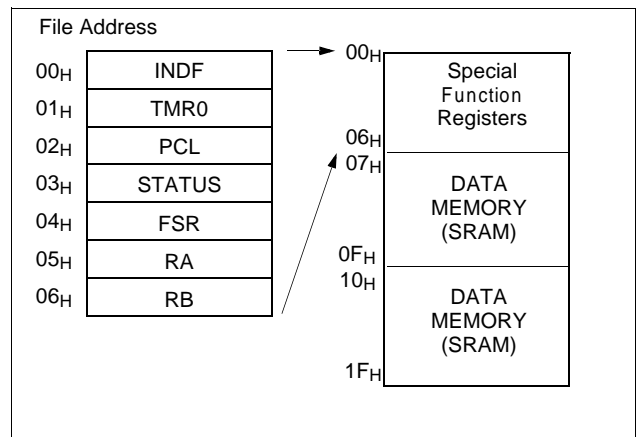 File Address
00H INDF
01H TMR0
02H PCL
03H STATUS
04H FSR
05H RA
06H RB
00H
Special
Function
Registers
06H
07H
DATA
MEMORY
(SRAM)
0FH
10H
DATA
MEMORY
(SRAM)
1FH